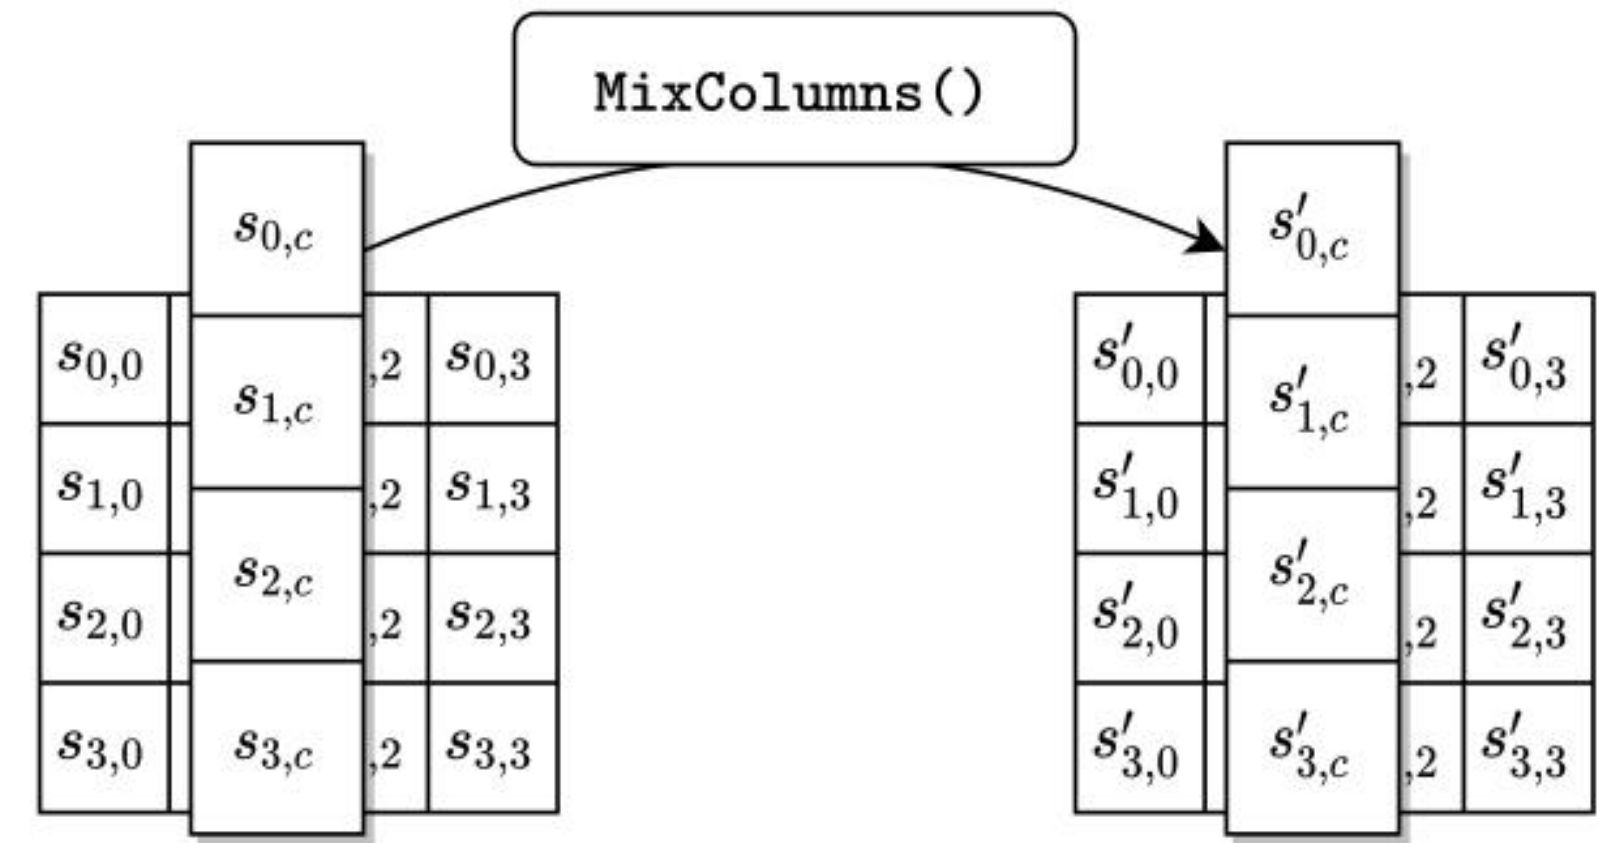 MixColumns()
s0,c s′0,c
s0,0 ,2 s0,3 s′0,0 ,2 s′0,3
s1,c s′1,c
s1,0 ,2 s1,3 s′1,0 ,2 s′1,3
s2,c s′2,c
s2,0 ,2 s2,3 s′2,0 ,2 s′2,3
s3,0 s3,c ,2 s3,3 s′3,0 s′3,c ,2 s′3,3